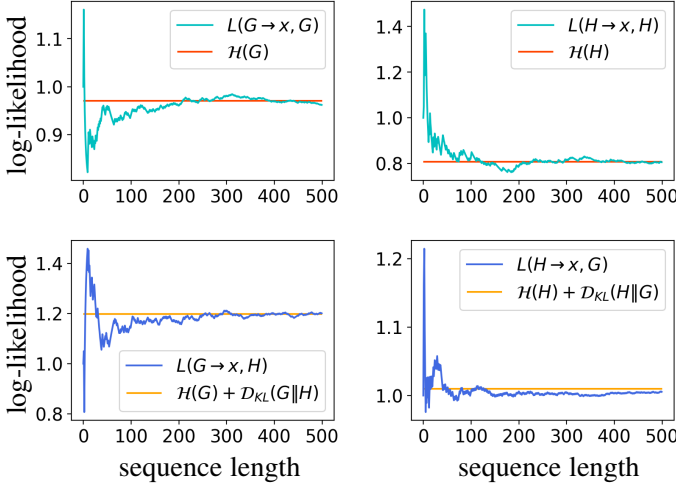 log-likelihood
1.1
1.0
0.9
L(G→x, G)
ℋ(G)
0 100 200 300 400 500
1.4
1.2
1.0
0.8
L(H→x, H)
ℋ(H)
0 100 200 300 400 500
log-likelihood
1.4
1.2
1.0
0.8
L(G→x, H)
ℋ(G) + 𝒟_KL(G‖H)
0 100 200 300 400 500
sequence length
1.2
1.1
1.0
L(H→x, G)
ℋ(H) + 𝒟_KL(H‖G)
0 100 200 300 400 500
sequence length